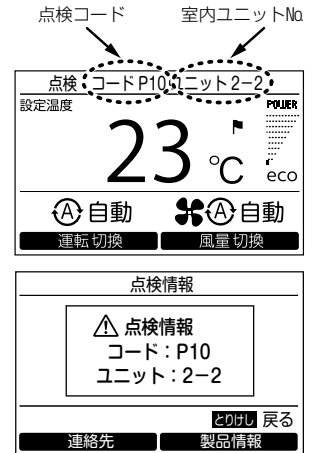 点検コード　室内ユニットNo.
点検 コード P10 ユニット 2−2
設定温度 POWER
23 ℃ eco
Ⓐ自動 Ⓐ自動
運転切換 風量切換
点検情報
⚠ 点検情報
コード：P10
ユニット：2−2
とりけし 戻る
連絡先 製品情報